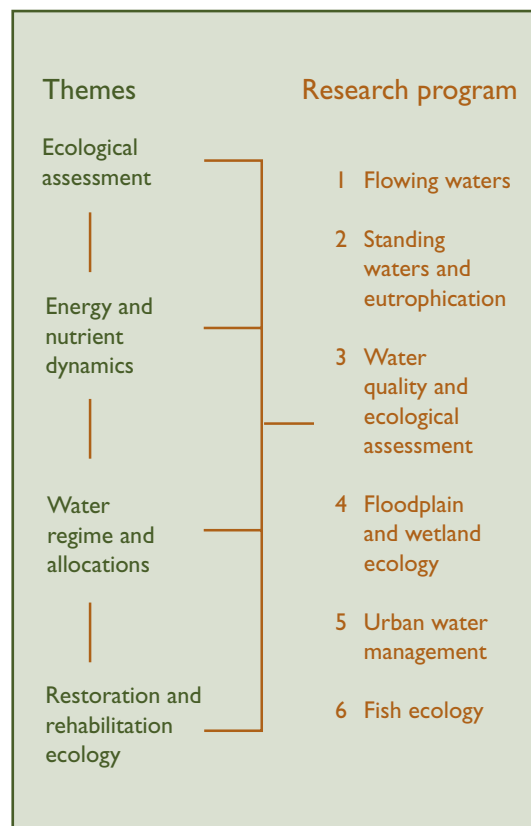 Themes
Ecological
assessment
Energy and
nutrient
dynamics
Water
regime and
allocations
Restoration and
rehabilitation
ecology
Research program
1 Flowing waters
2 Standing
waters and
eutrophication
3 Water
quality and
ecological
assessment
4 Floodplain
and wetland
ecology
5 Urban water
management
6 Fish ecology